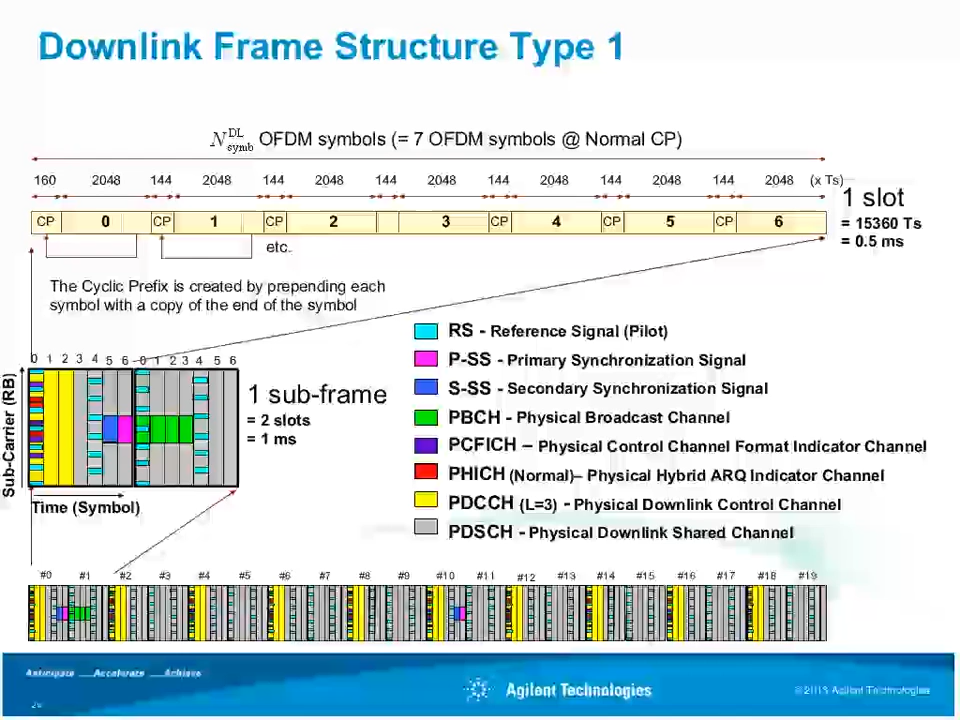 Downlink Frame Structure Type 1
N DL symb OFDM symbols (= 7 OFDM symbols @ Normal CP)
160 2048 144 2048 144 2048 144 2048 144 2048 144 2048 144 2048 (x Ts)
1 slot
= 15360 Ts
= 0.5 ms
CP 0 CP 1 CP 2 3 CP 4 CP 5 CP 6
etc.
The Cyclic Prefix is created by prepending each
symbol with a copy of the end of the symbol
RS - Reference Signal (Pilot)
P-SS - Primary Synchronization Signal
S-SS - Secondary Synchronization Signal
PBCH - Physical Broadcast Channel
PCFICH – Physical Control Channel Format Indicator Channel
PHICH (Normal)– Physical Hybrid ARQ Indicator Channel
PDCCH (L=3) - Physical Downlink Control Channel
PDSCH - Physical Downlink Shared Channel
0 1 2 3 4 5 6 0 1 2 3 4 5 6
Sub-Carrier (RB)
1 sub-frame
= 2 slots
= 1 ms
Time (Symbol)
#0 #1 #2 #3 #4 #5 #6 #7 #8 #9 #10 #11 #12 #13 #14 #15 #16 #17 #18 #19
Anticipate __Accelerate __Achieve
Agilent Technologies
Agilent Technologies